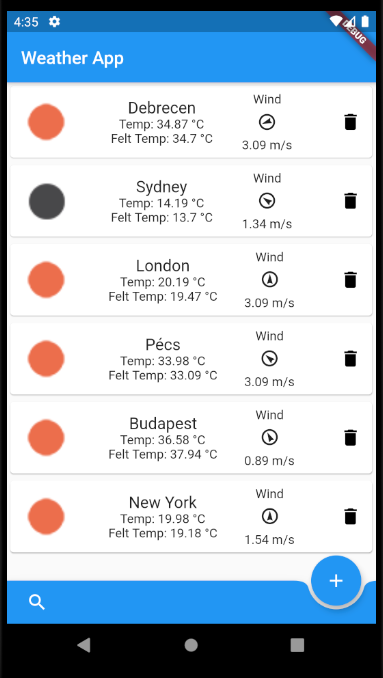 4:35
DEBUG
Weather App
Debrecen
Temp: 34.87 °C
Felt Temp: 34.7 °C
Wind
3.09 m/s
Sydney
Temp: 14.19 °C
Felt Temp: 13.7 °C
Wind
1.34 m/s
London
Temp: 20.19 °C
Felt Temp: 19.47 °C
Wind
3.09 m/s
Pécs
Temp: 33.98 °C
Felt Temp: 33.09 °C
Wind
3.09 m/s
Budapest
Temp: 36.58 °C
Felt Temp: 37.94 °C
Wind
0.89 m/s
New York
Temp: 19.98 °C
Felt Temp: 19.18 °C
Wind
1.54 m/s